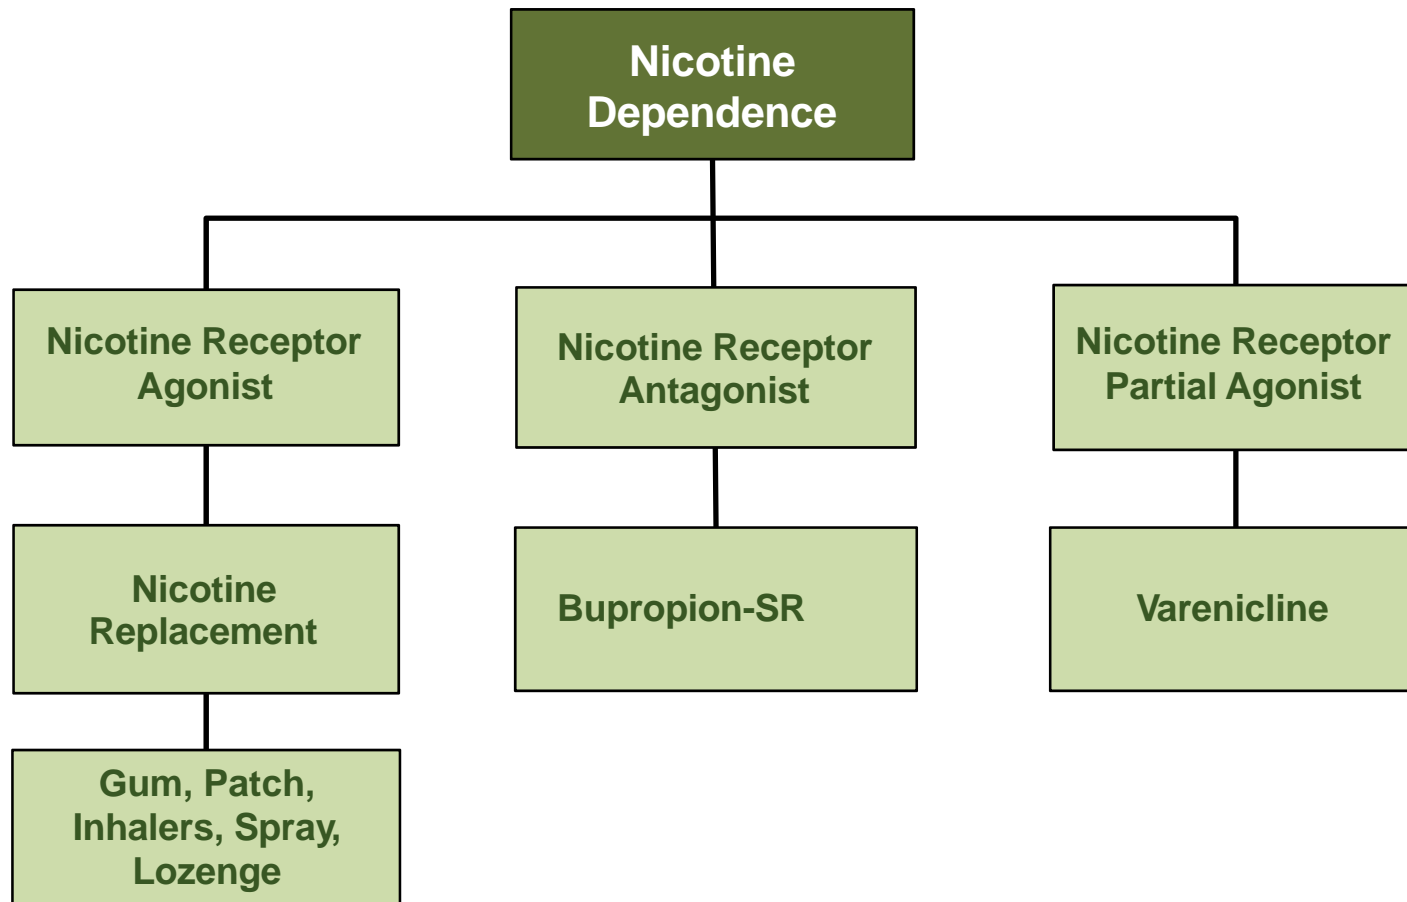 Nicotine
Dependence
Nicotine Receptor
Agonist
Nicotine Receptor
Antagonist
Nicotine Receptor
Partial Agonist
Nicotine
Replacement
Bupropion-SR
Varenicline
Gum, Patch,
Inhalers, Spray,
Lozenge